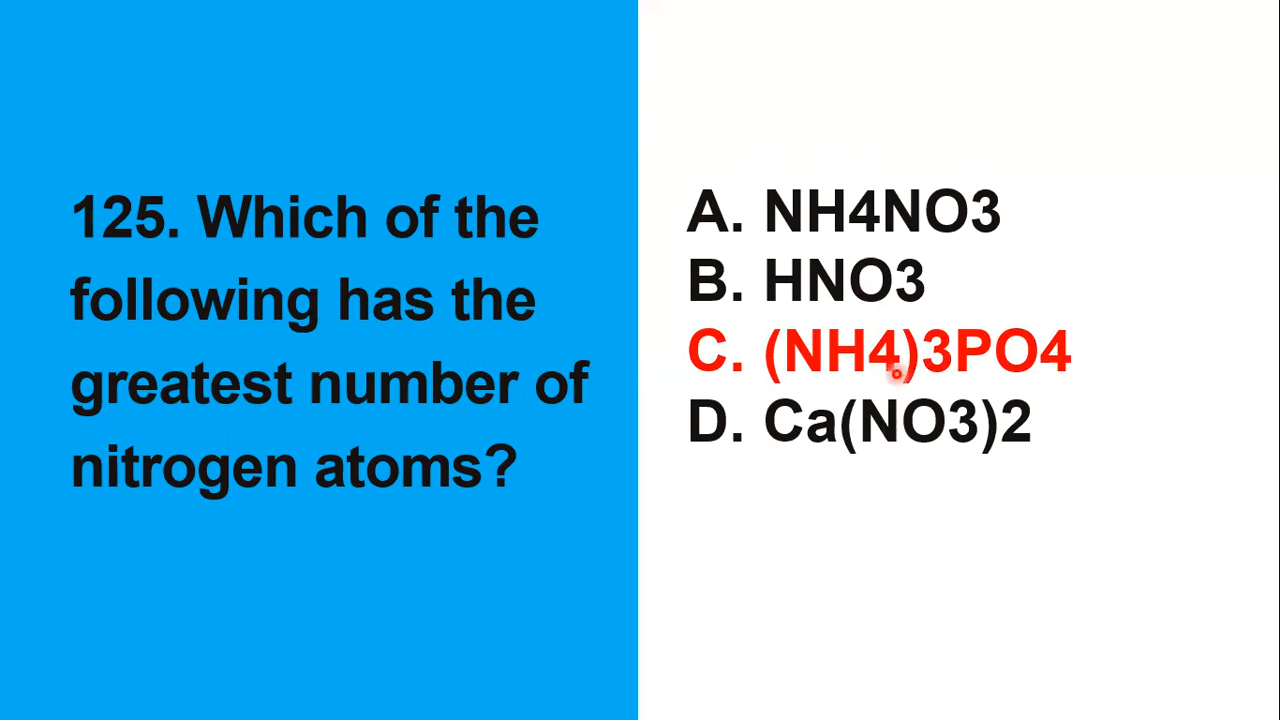 125. Which of the
following has the
greatest number of
nitrogen atoms?
A. NH4NO3
B. HNO3
C. (NH4)3PO4
D. Ca(NO3)2